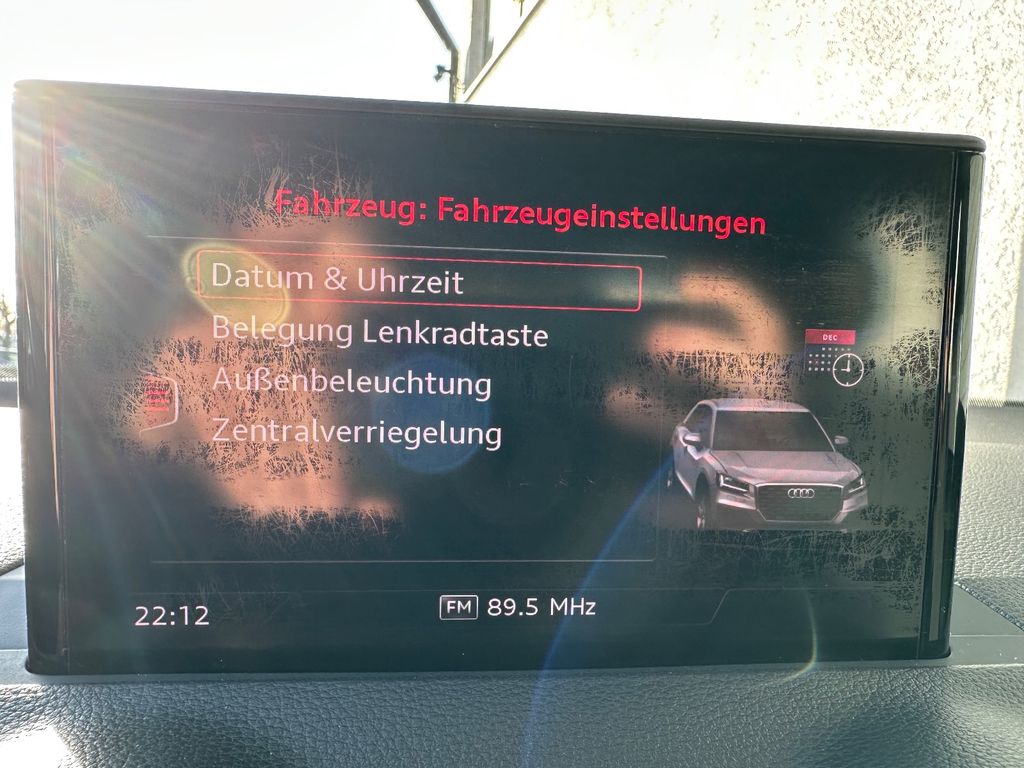 Fahrzeug: Fahrzeugeinstellungen
Datum & Uhrzeit
Belegung Lenkradtaste
Außenbeleuchtung
Zentralverriegelung
DEC
22:12
FM 89.5 MHz